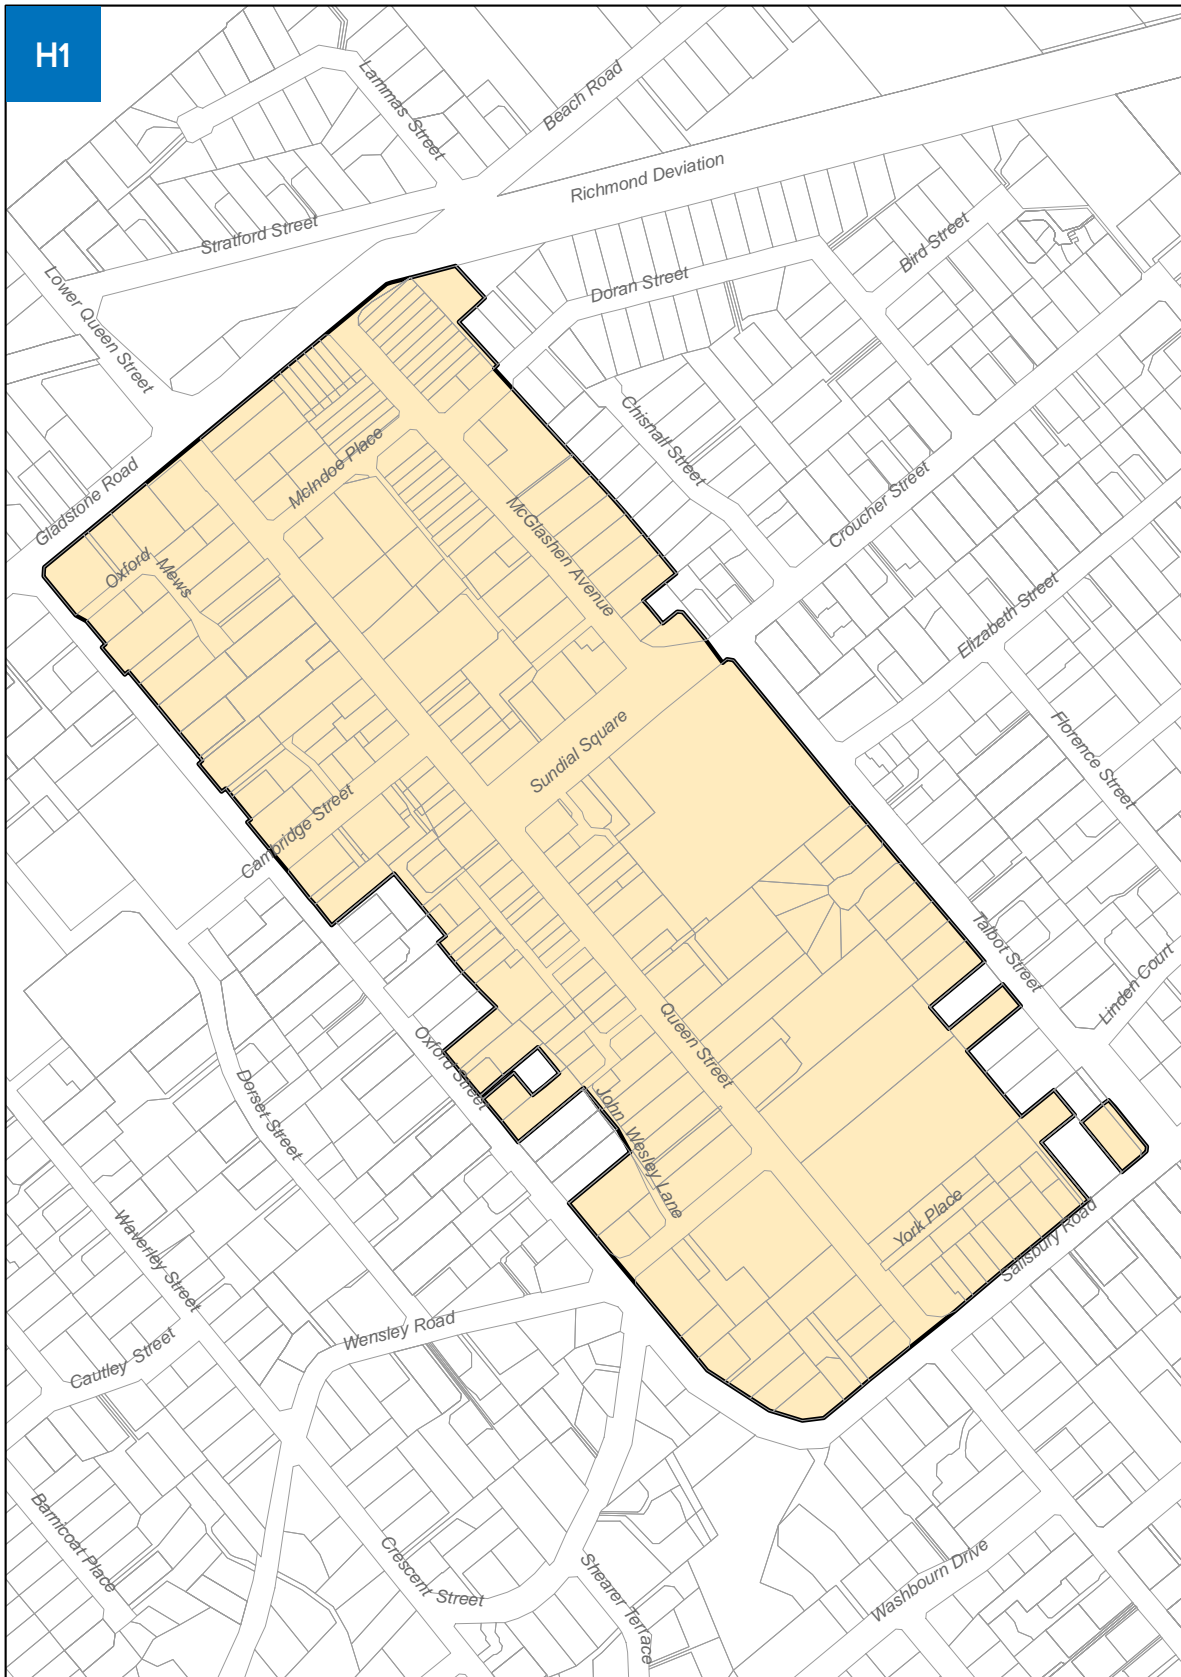 H1
Lammas Street
Beach Road
Richmond Deviation
Stratford Street
Bird Street
Lower Queen Street
Doran Street
Chisnall Street
McIndoe Place
Gladstone Road
Croucher Street
McGlashen Avenue
Oxford Mews
Elizabeth Street
Florence Street
Sundial Square
Cambridge Street
Talbot Street
Linden Court
Queen Street
Oxford Street
Dorset Street
John Wesley Lane
York Place
Salisbury Road
Waverley Street
Wensley Road
Cautley Street
Barnicoat Place
Crescent Street
Shearer Terrace
Washbourn Drive